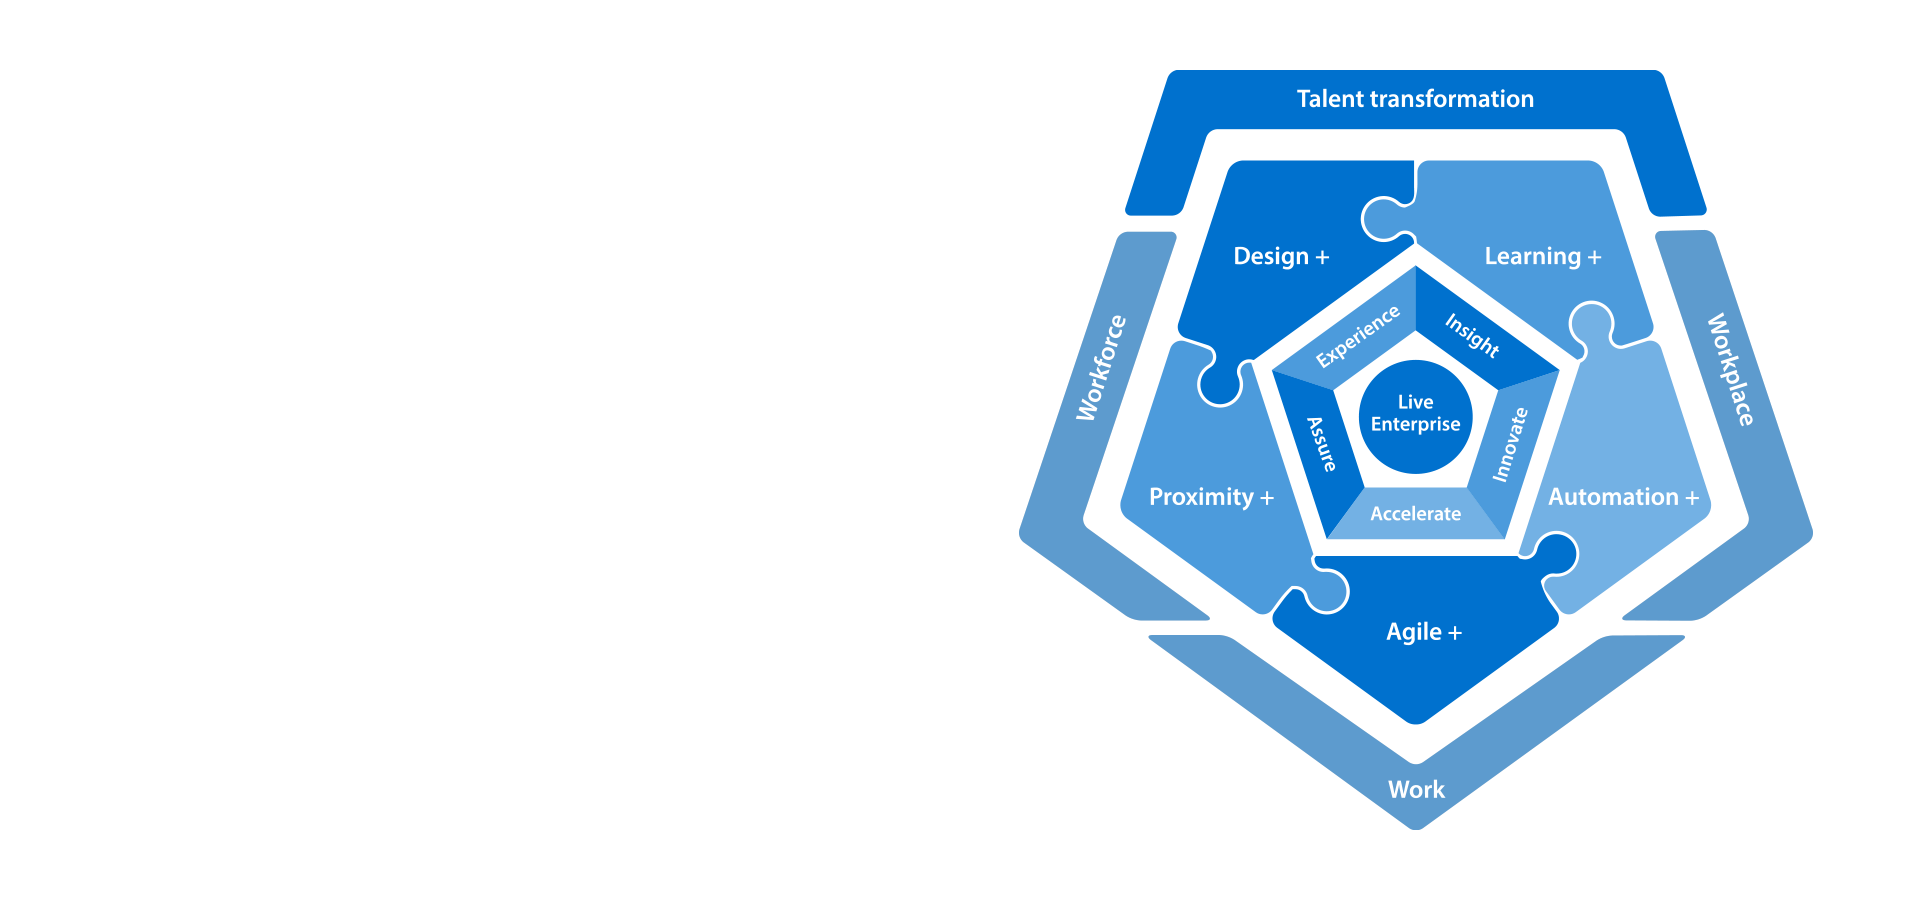 Talent transformation
Design +
Learning +
Workforce
Workplace
Experience
Insight
Live
Enterprise
Assure
Innovate
Proximity +
Automation +
Accelerate
Agile +
Work